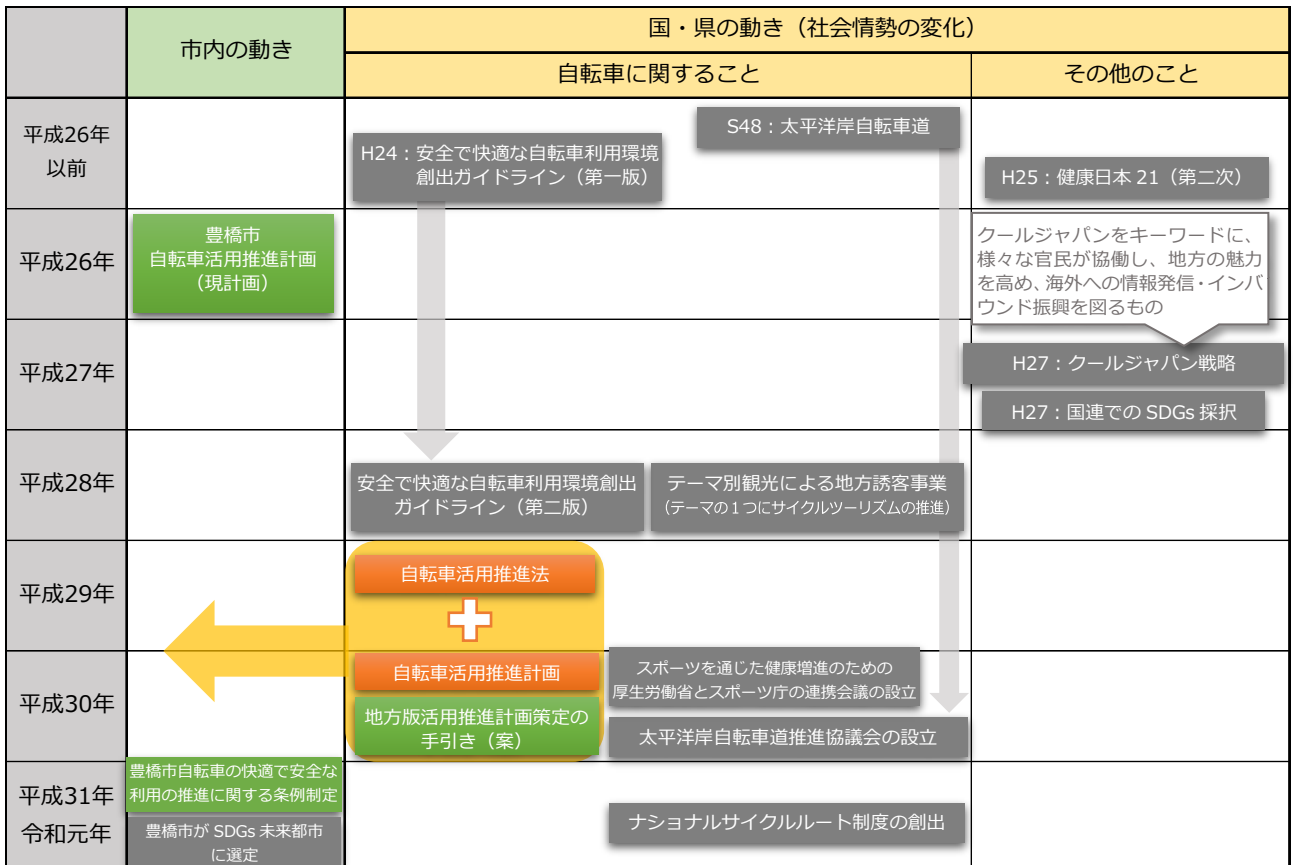 市内の動き
国・県の動き（社会情勢の変化）
自転車に関すること
その他のこと
平成26年
以前
H24：安全で快適な自転車利用環境
創出ガイドライン（第一版）
S48：太平洋岸自転車道
H25：健康日本 21（第二次）
平成26年
豊橋市
自転車活用推進計画
（現計画）
クールジャパンをキーワードに、
様々な官民が協働し、地方の魅力
を高め、海外への情報発信・インバ
ウンド振興を図るもの
平成27年
H27：クールジャパン戦略
H27：国連での SDGs 採択
平成28年
安全で快適な自転車利用環境創出
ガイドライン（第二版）
テーマ別観光による地方誘客事業
（テーマの１つにサイクルツーリズムの推進）
平成29年
自転車活用推進法
平成30年
自転車活用推進計画
地方版活用推進計画策定の
手引き（案）
スポーツを通じた健康増進のための
厚生労働省とスポーツ庁の連携会議の設立
太平洋岸自転車道推進協議会の設立
平成31年
令和元年
豊橋市自転車の快適で安全な
利用の推進に関する条例制定
豊橋市が SDGs 未来都市
に選定
ナショナルサイクルルート制度の創出